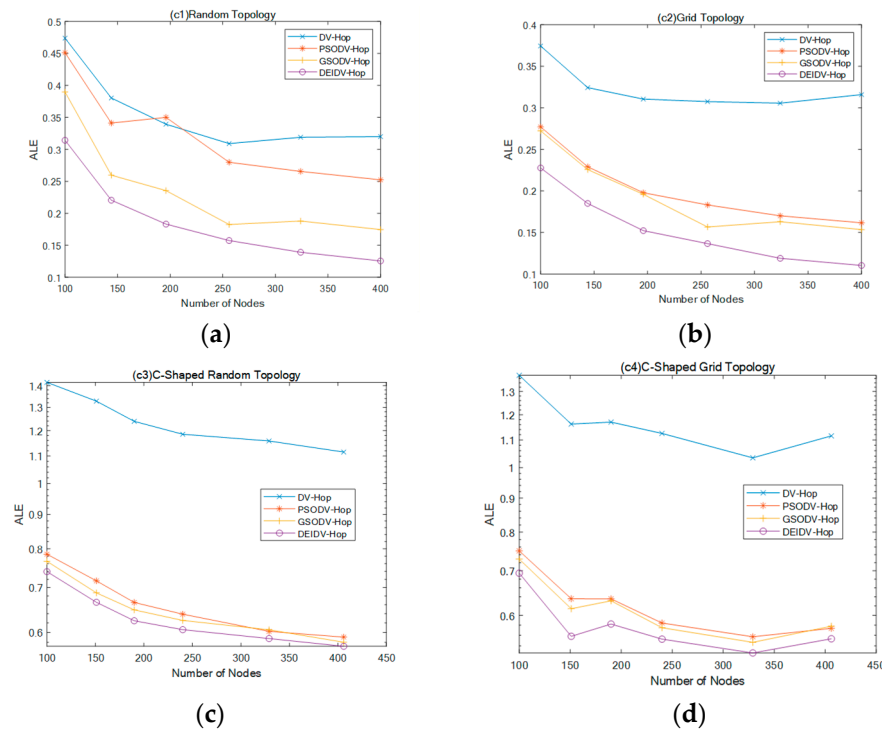 (c1)Random Topology
0.5
0.45
0.4
0.35
0.3
0.25
0.2
0.15
0.1
ALE
DV-Hop
PSODV-Hop
GSODV-Hop
DEIDV-Hop
100 150 200 250 300 350 400
Number of Nodes
(a)
(c2)Grid Topology
0.4
0.35
0.3
0.25
0.2
0.15
0.1
ALE
DV-Hop
PSODV-Hop
GSODV-Hop
DEIDV-Hop
100 150 200 250 300 350 400
Number of Nodes
(b)
(c3)C-Shaped Random Topology
1.4
1.3
1.2
1.1
1
0.9
0.8
0.7
0.6
ALE
DV-Hop
PSODV-Hop
GSODV-Hop
DEIDV-Hop
100 150 200 250 300 350 400 450
Number of Nodes
(c)
(c4)C-Shaped Grid Topology
1.3
1.2
1.1
1
0.9
0.8
0.7
0.6
ALE
DV-Hop
PSODV-Hop
GSODV-Hop
DEIDV-Hop
100 150 200 250 300 350 400 450
Number of Nodes
(d)